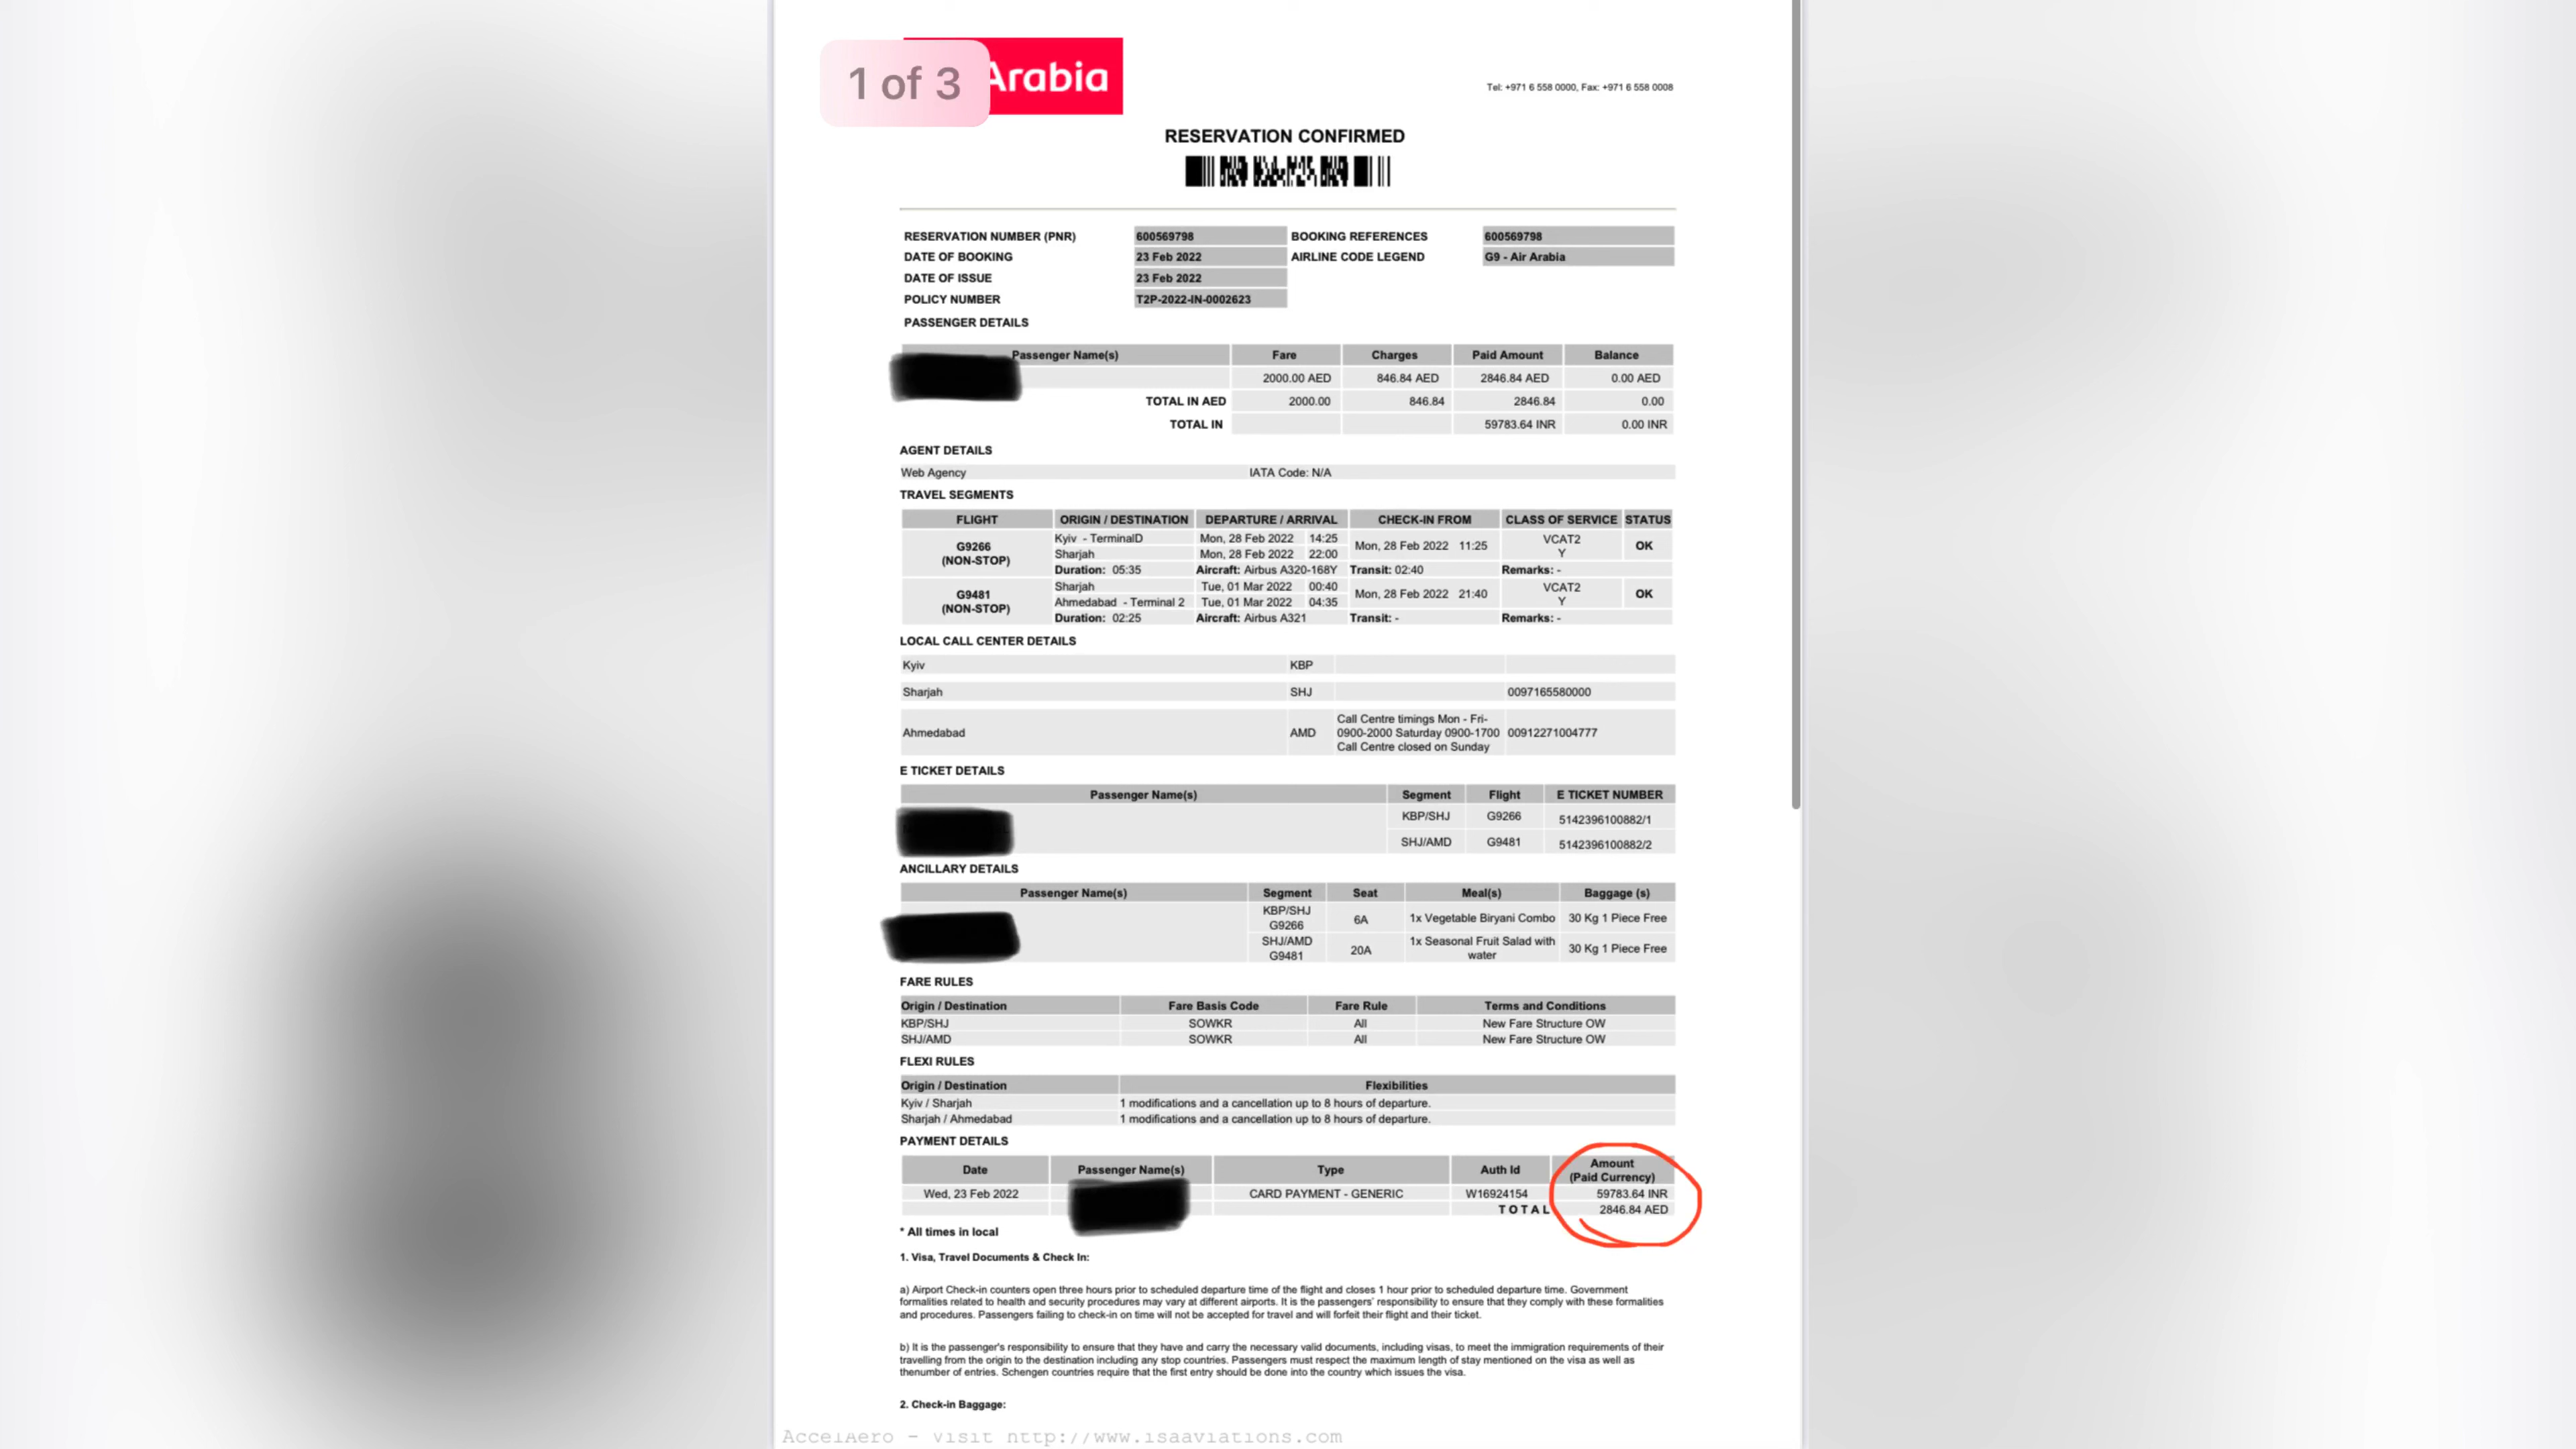 1 of 3
Arabia
Tel: +971 6 558 0000, Fax: +971 6 558 0008
RESERVATION CONFIRMED
RESERVATION NUMBER (PNR) 600569798 BOOKING REFERENCES 600569798
DATE OF BOOKING 23 Feb 2022 AIRLINE CODE LEGEND G9 - Air Arabia
DATE OF ISSUE 23 Feb 2022
POLICY NUMBER T2P-2022-IN-0002623
PASSENGER DETAILS
Passenger Name(s) Fare Charges Paid Amount Balance
2000.00 AED 846.84 AED 2846.84 AED 0.00 AED
TOTAL IN AED 2000.00 846.84 2846.84 0.00
TOTAL IN 59783.64 INR 0.00 INR
AGENT DETAILS
Web Agency IATA Code: N/A
TRAVEL SEGMENTS
FLIGHT ORIGIN / DESTINATION DEPARTURE / ARRIVAL CHECK-IN FROM CLASS OF SERVICE STATUS
G9266 (NON-STOP) Kyiv - TerminalD Mon, 28 Feb 2022 14:25 Mon, 28 Feb 2022 11:25 VCAT2 Y OK
Sharjah Mon, 28 Feb 2022 22:00
Duration: 05:35 Aircraft: Airbus A320-168Y Transit: 02:40 Remarks: -
G9481 (NON-STOP) Sharjah Tue, 01 Mar 2022 00:40 Mon, 28 Feb 2022 21:40 VCAT2 Y OK
Ahmedabad - Terminal 2 Tue, 01 Mar 2022 04:35
Duration: 02:25 Aircraft: Airbus A321 Transit: - Remarks: -
LOCAL CALL CENTER DETAILS
Kyiv KBP
Sharjah SHJ 0097165580000
Ahmedabad AMD Call Centre timings Mon - Fri- 0900-2000 Saturday 0900-1700 Call Centre closed on Sunday 00912271004777
E TICKET DETAILS
Passenger Name(s) Segment Flight E TICKET NUMBER
KBP/SHJ G9266 5142396100882/1
SHJ/AMD G9481 5142396100882/2
ANCILLARY DETAILS
Passenger Name(s) Segment Seat Meal(s) Baggage (s)
KBP/SHJ G9266 6A 1x Vegetable Biryani Combo 30 Kg 1 Piece Free
SHJ/AMD G9481 20A 1x Seasonal Fruit Salad with water 30 Kg 1 Piece Free
FARE RULES
Origin / Destination Fare Basis Code Fare Rule Terms and Conditions
KBP/SHJ SOWKR All New Fare Structure OW
SHJ/AMD SOWKR All New Fare Structure OW
FLEXI RULES
Origin / Destination Flexibilities
Kyiv / Sharjah 1 modifications and a cancellation up to 8 hours of departure.
Sharjah / Ahmedabad 1 modifications and a cancellation up to 8 hours of departure.
PAYMENT DETAILS
Date Passenger Name(s) Type Auth Id Amount (Paid Currency)
Wed, 23 Feb 2022 CARD PAYMENT - GENERIC W16924154 59783.64 INR
T O T A L 2846.84 AED
* All times in local
1. Visa, Travel Documents & Check In:
a) Airport Check-in counters open three hours prior to scheduled departure time of the flight and closes 1 hour prior to scheduled departure time. Government
formalities related to health and security procedures may vary at different airports. It is the passengers' responsibility to ensure that they comply with these formalities
and procedures. Passengers failing to check-in on time will not be accepted for travel and will forfeit their flight and their ticket.
b) It is the passenger's responsibility to ensure that they have and carry the necessary valid documents, including visas, to meet the immigration requirements of their
travelling from the origin to the destination including any stop countries. Passengers must respect the maximum length of stay mentioned on the visa as well as
thenumber of entries. Schengen countries require that the first entry should be done into the country which issues the visa.
2. Check-in Baggage:
AccelAero - Visit http://www.isaaviations.com